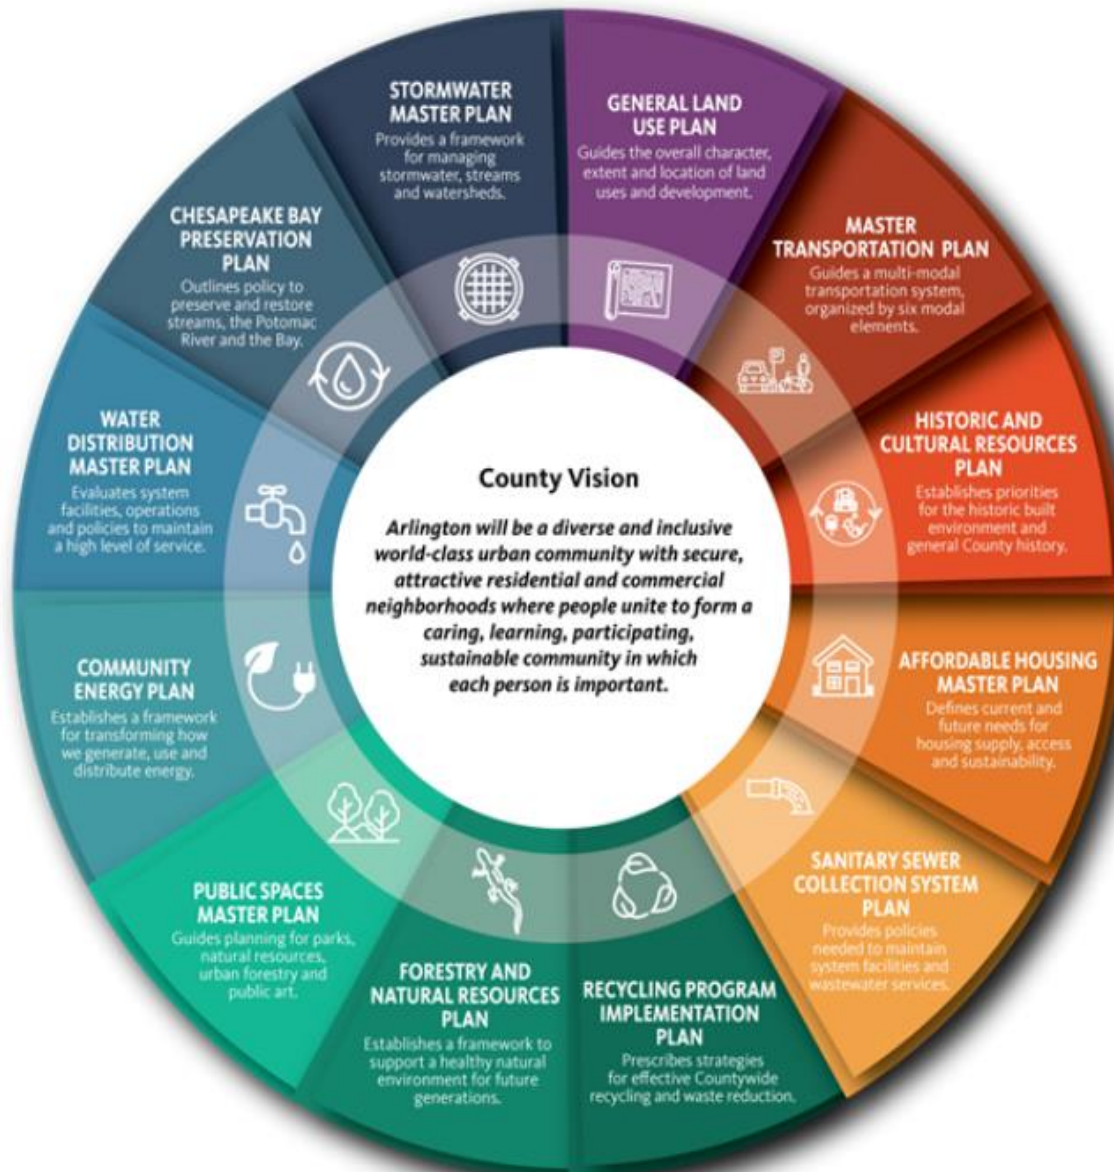 STORMWATER
MASTER PLAN
Provides a framework
for managing
stormwater, streams
and watersheds.
GENERAL LAND
USE PLAN
Guides the overall character,
extent and location of land
uses and development.
MASTER
TRANSPORTATION PLAN
Guides a multi-modal
transportation system,
organized by six modal
elements.
HISTORIC AND
CULTURAL RESOURCES
PLAN
Establishes priorities
for the historic built
environment and
general County history.
AFFORDABLE HOUSING
MASTER PLAN
Defines current and
future needs for
housing supply, access
and sustainability.
SANITARY SEWER
COLLECTION SYSTEM
PLAN
Provides policies
needed to maintain
system facilities and
wastewater services.
RECYCLING PROGRAM
IMPLEMENTATION
PLAN
Prescribes strategies
for effective Countywide
recycling and waste reduction.
FORESTRY AND
NATURAL RESOURCES
PLAN
Establishes a framework to
support a healthy natural
environment for future
generations.
PUBLIC SPACES
MASTER PLAN
Guides planning for parks,
natural resources,
urban forestry and
public art.
COMMUNITY
ENERGY PLAN
Establishes a framework
for transforming how
we generate, use and
distribute energy.
WATER
DISTRIBUTION
MASTER PLAN
Evaluates system
facilities, operations
and policies to maintain
a high level of service.
CHESAPEAKE BAY
PRESERVATION
PLAN
Outlines policy to
preserve and restore
streams, the Potomac
River and the Bay.
County Vision
Arlington will be a diverse and inclusive
world-class urban community with secure,
attractive residential and commercial
neighborhoods where people unite to form a
caring, learning, participating,
sustainable community in which
each person is important.